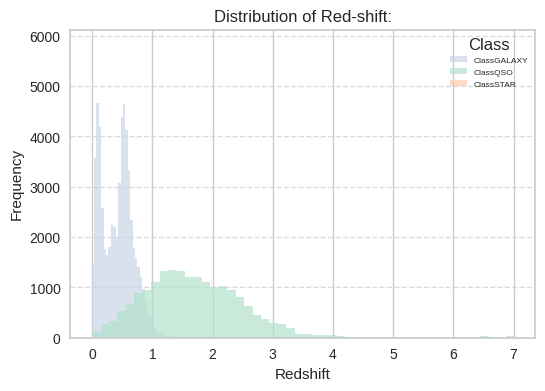 Distribution of Red-shift:
6000
5000
4000
3000
2000
1000
0
Frequency
Class
ClassGALAXY
ClassQSO
ClassSTAR
0 1 2 3 4 5 6 7
Redshift